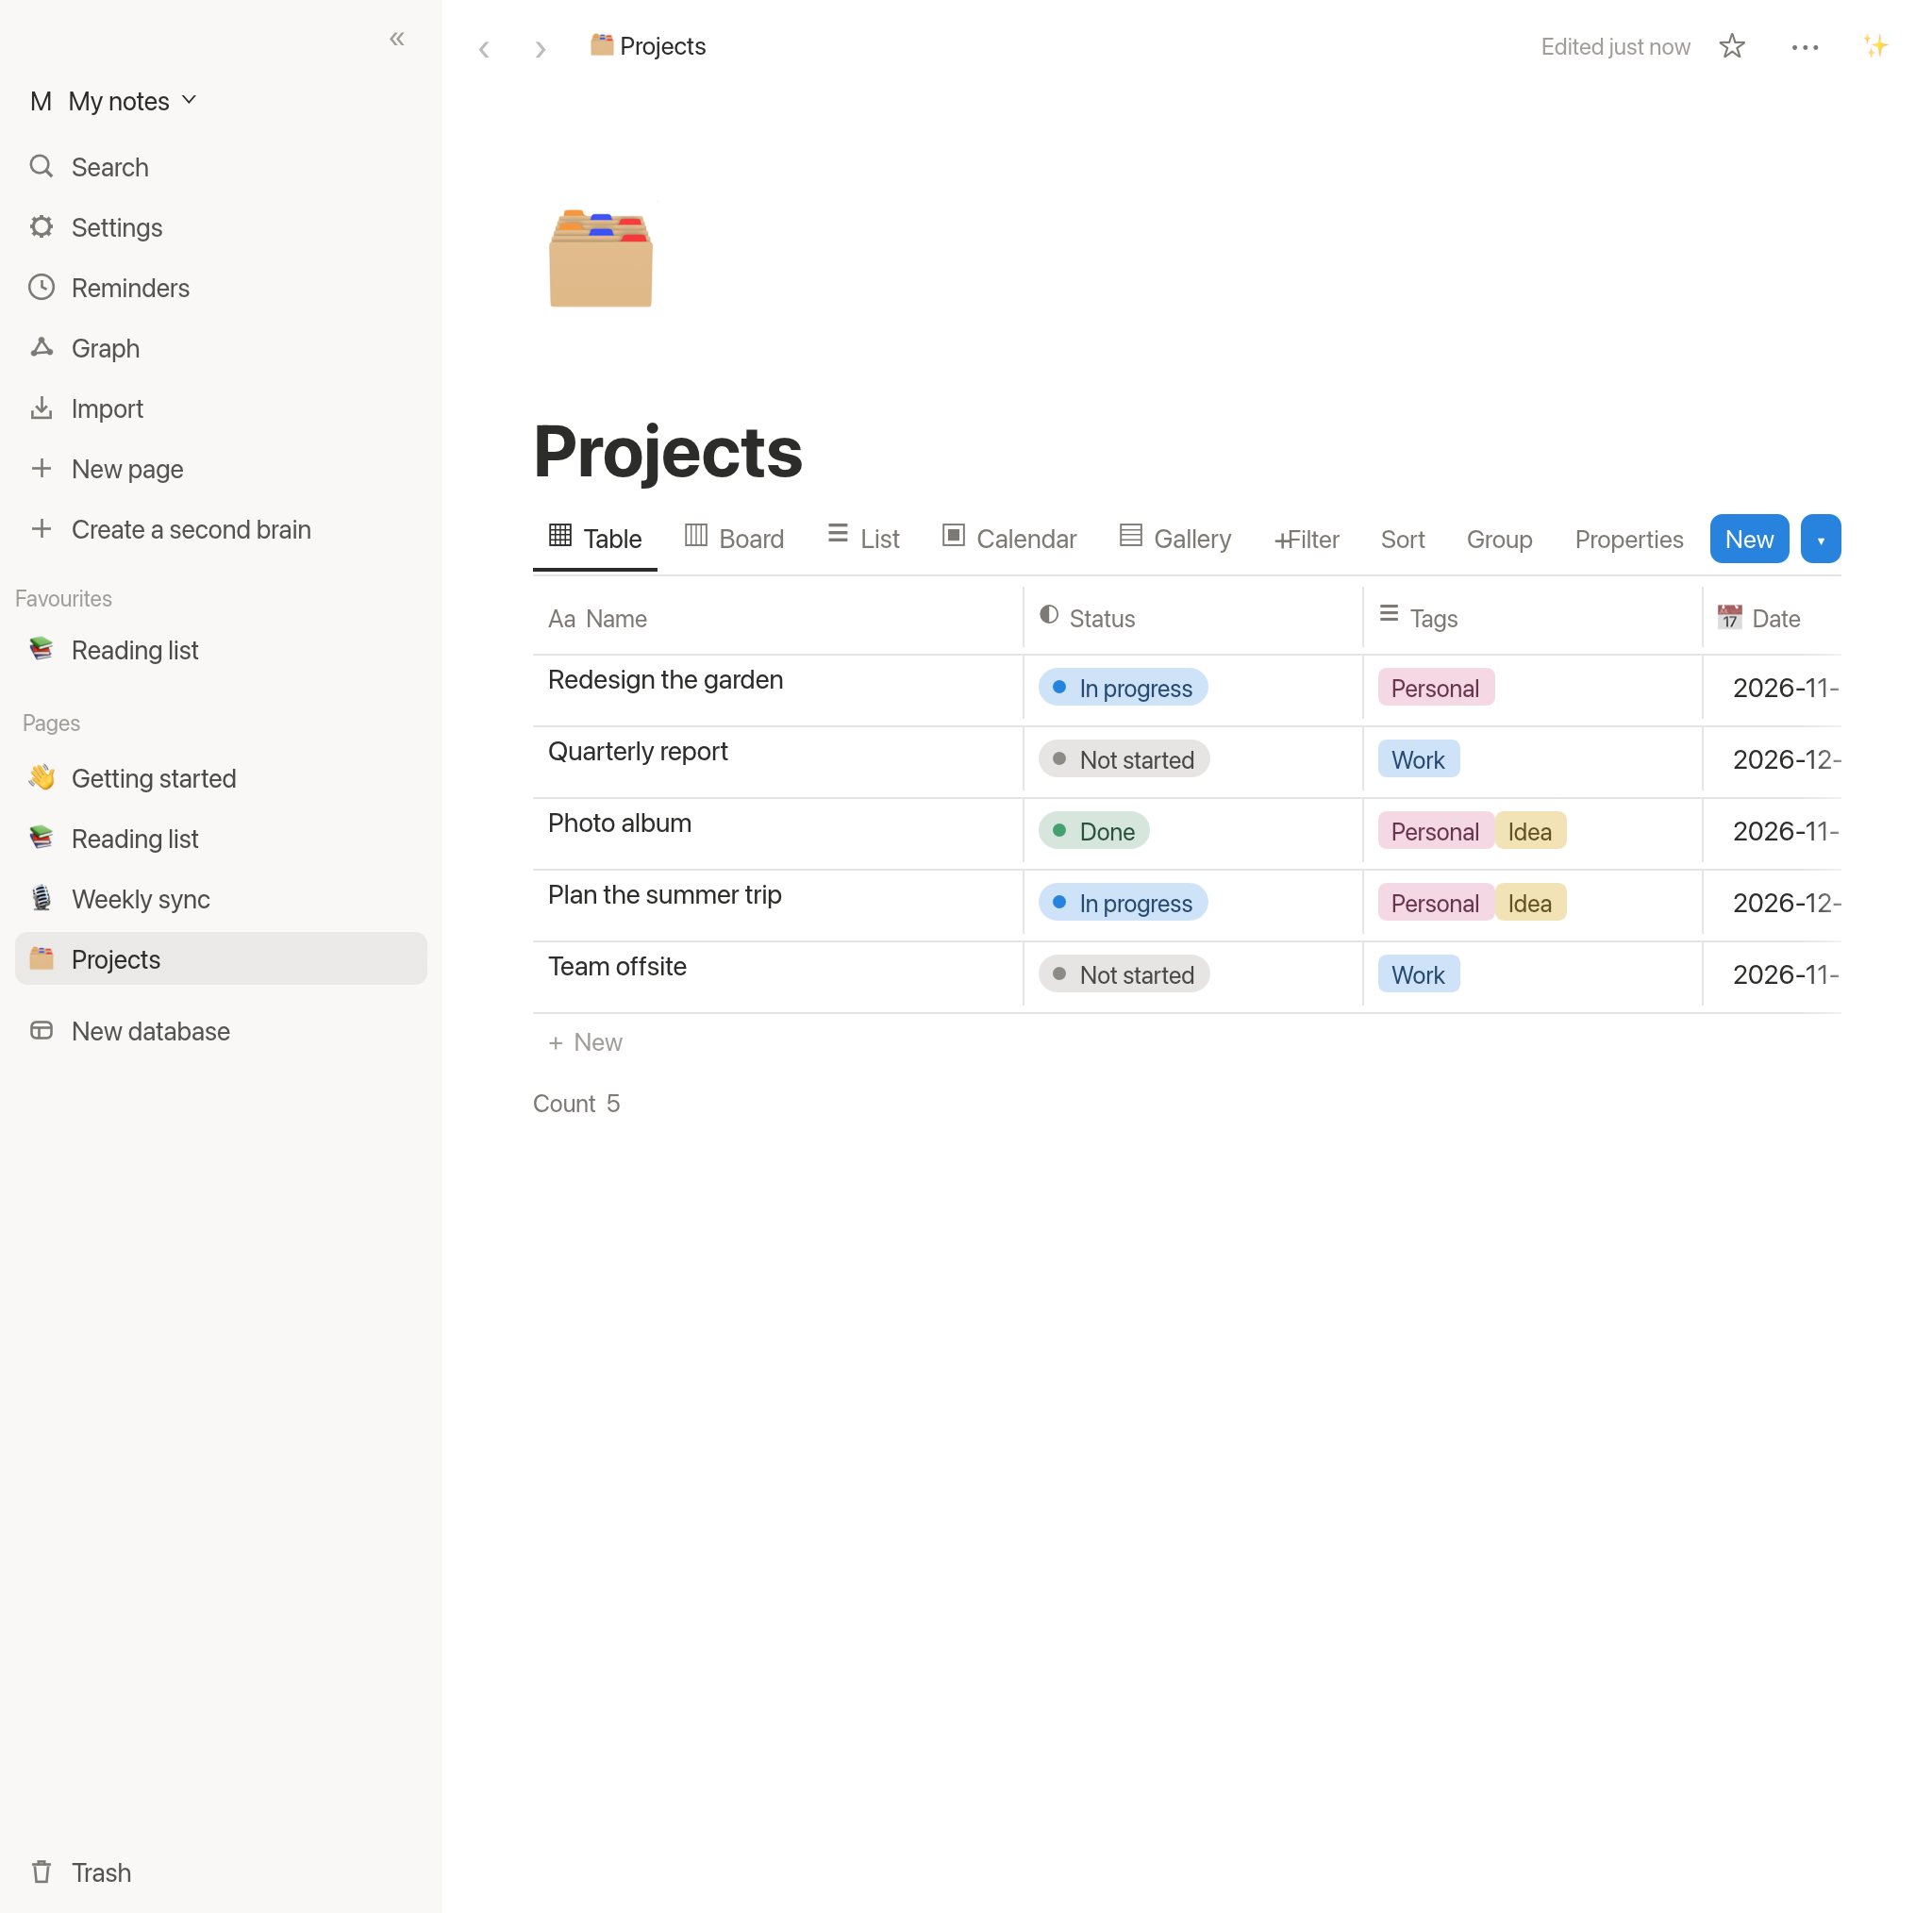 M My notes
Search
Settings
Reminders
Graph
Import
New page
Create a second brain
Favourites
Reading list
Pages
Getting started
Reading list
Weekly sync
Projects
New database
Trash
Projects
Edited just now
Projects
Table Board List Calendar Gallery +Filter Sort Group Properties New
Aa Name Status Tags 17 Date
Redesign the garden In progress Personal 2026-11-
Quarterly report Not started Work 2026-12-
Photo album Done Personal Idea 2026-11-
Plan the summer trip In progress Personal Idea 2026-12-
Team offsite Not started Work 2026-11-
+ New
Count 5